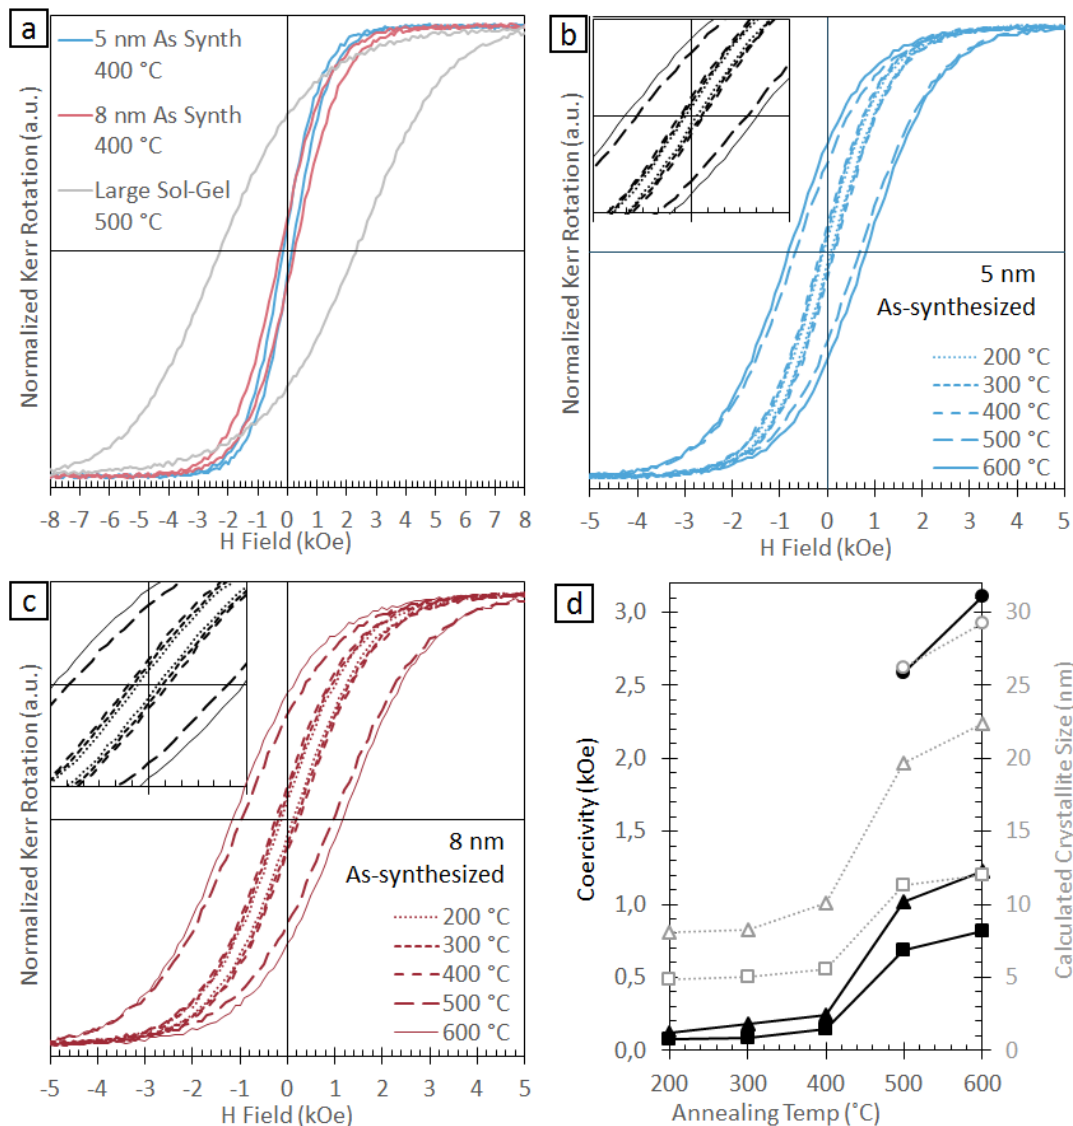 a
5 nm As Synth
400 °C
8 nm As Synth
400 °C
Large Sol-Gel
500 °C
Normalized Kerr Rotation (a.u.)
-8 -7 -6 -5 -4 -3 -2 -1 0 1 2 3 4 5 6 7 8
H Field (kOe)
b
Normalized Kerr Rotation (a.u.)
5 nm
As-synthesized
200 °C
300 °C
400 °C
500 °C
600 °C
-5 -4 -3 -2 -1 0 1 2 3 4 5
H Field (kOe)
c
Normalized Kerr Rotation (a.u.)
8 nm
As-synthesized
200 °C
300 °C
400 °C
500 °C
600 °C
-5 -4 -3 -2 -1 0 1 2 3 4 5
H Field (kOe)
d
Coercivity (kOe)
3,0
2,5
2,0
1,5
1,0
0,5
0,0
30
25
20
15
10
5
0
Calculated Crystallite Size (nm)
200 300 400 500 600
Annealing Temp (˚C)